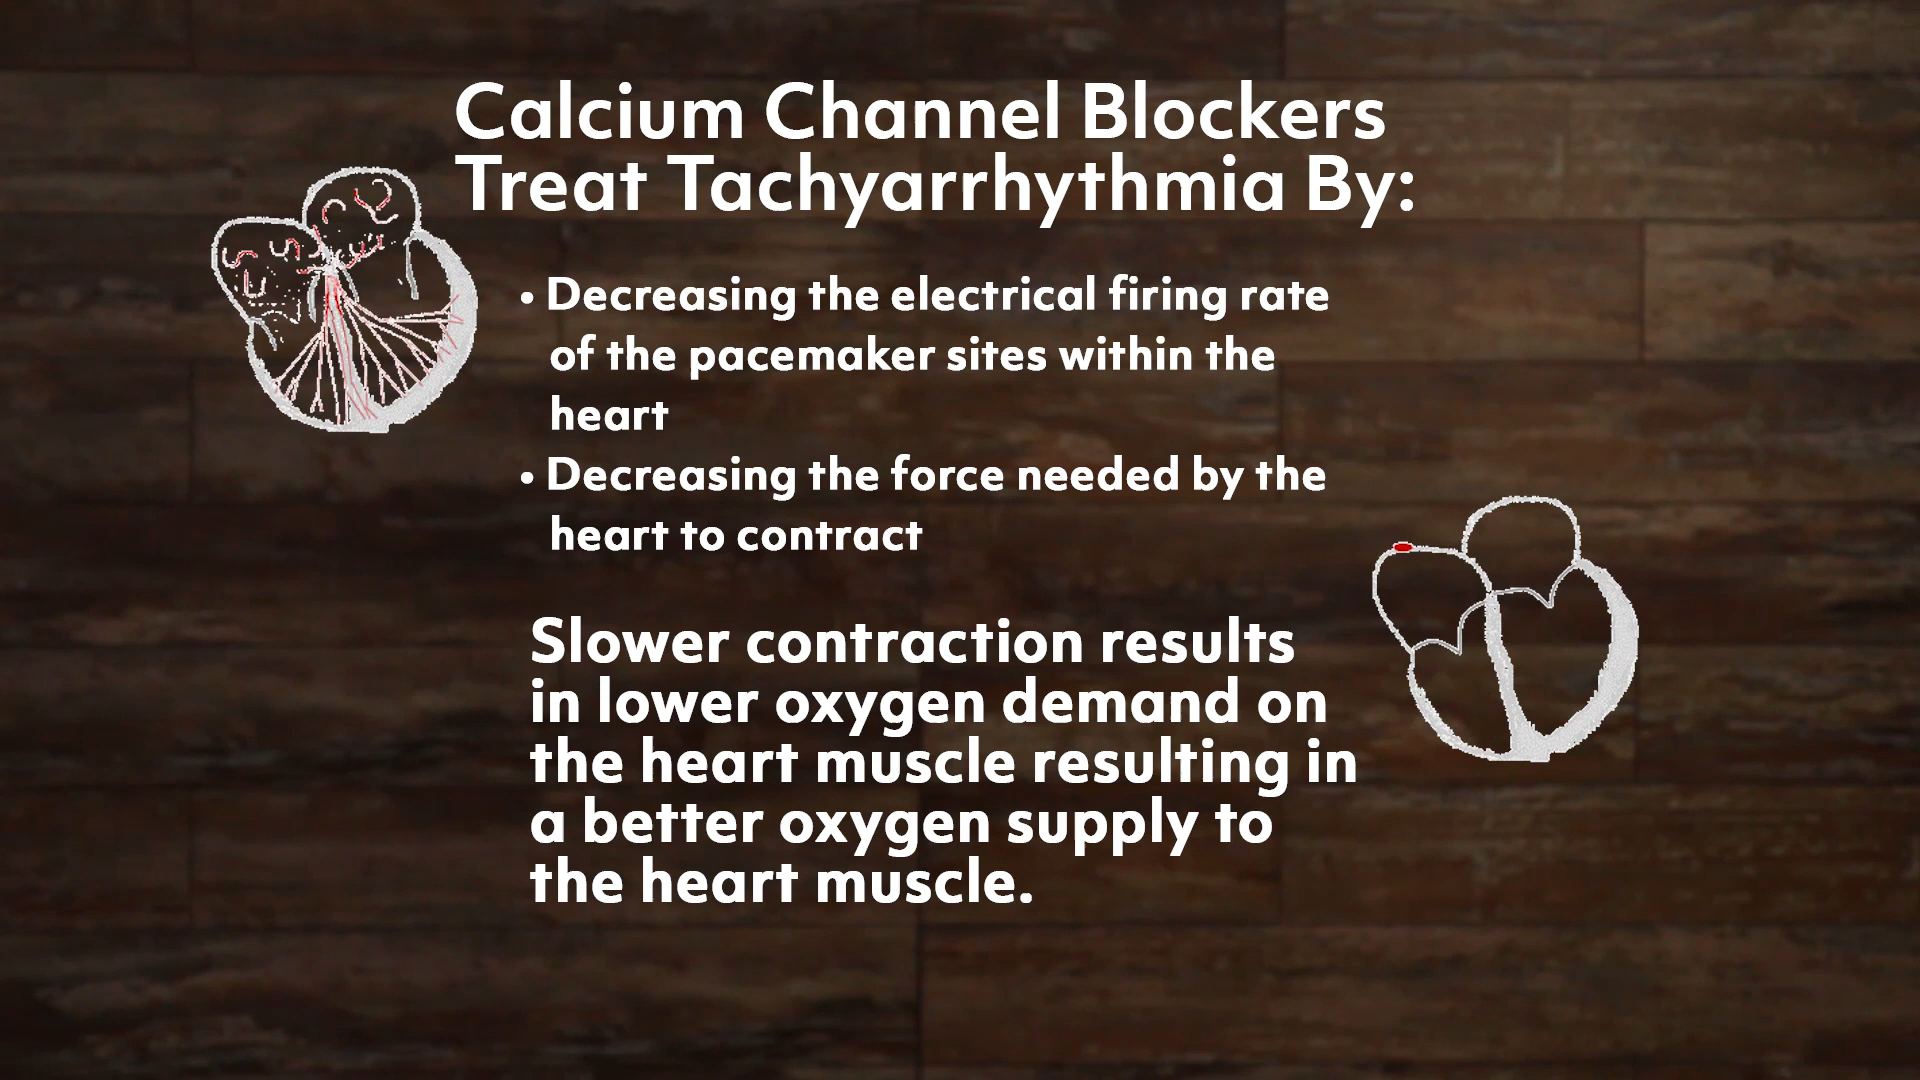 Calcium Channel Blockers
Treat Tachyarrhythmia By:
• Decreasing the electrical firing rate
of the pacemaker sites within the
heart
• Decreasing the force needed by the
heart to contract
Slower contraction results
in lower oxygen demand on
the heart muscle resulting in
a better oxygen supply to
the heart muscle.